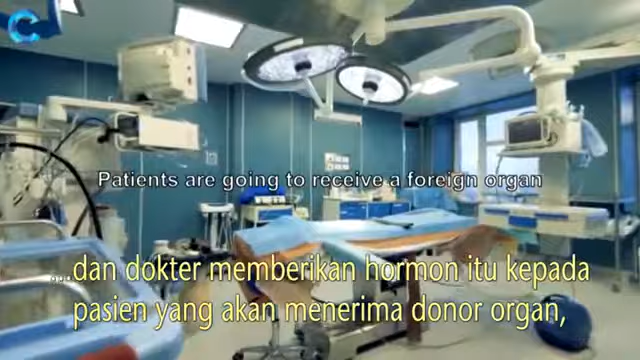 C
Patients are going to receive a foreign organ
...dan dokter memberikan hormon itu kepada
pasien yang akan menerima donor organ,